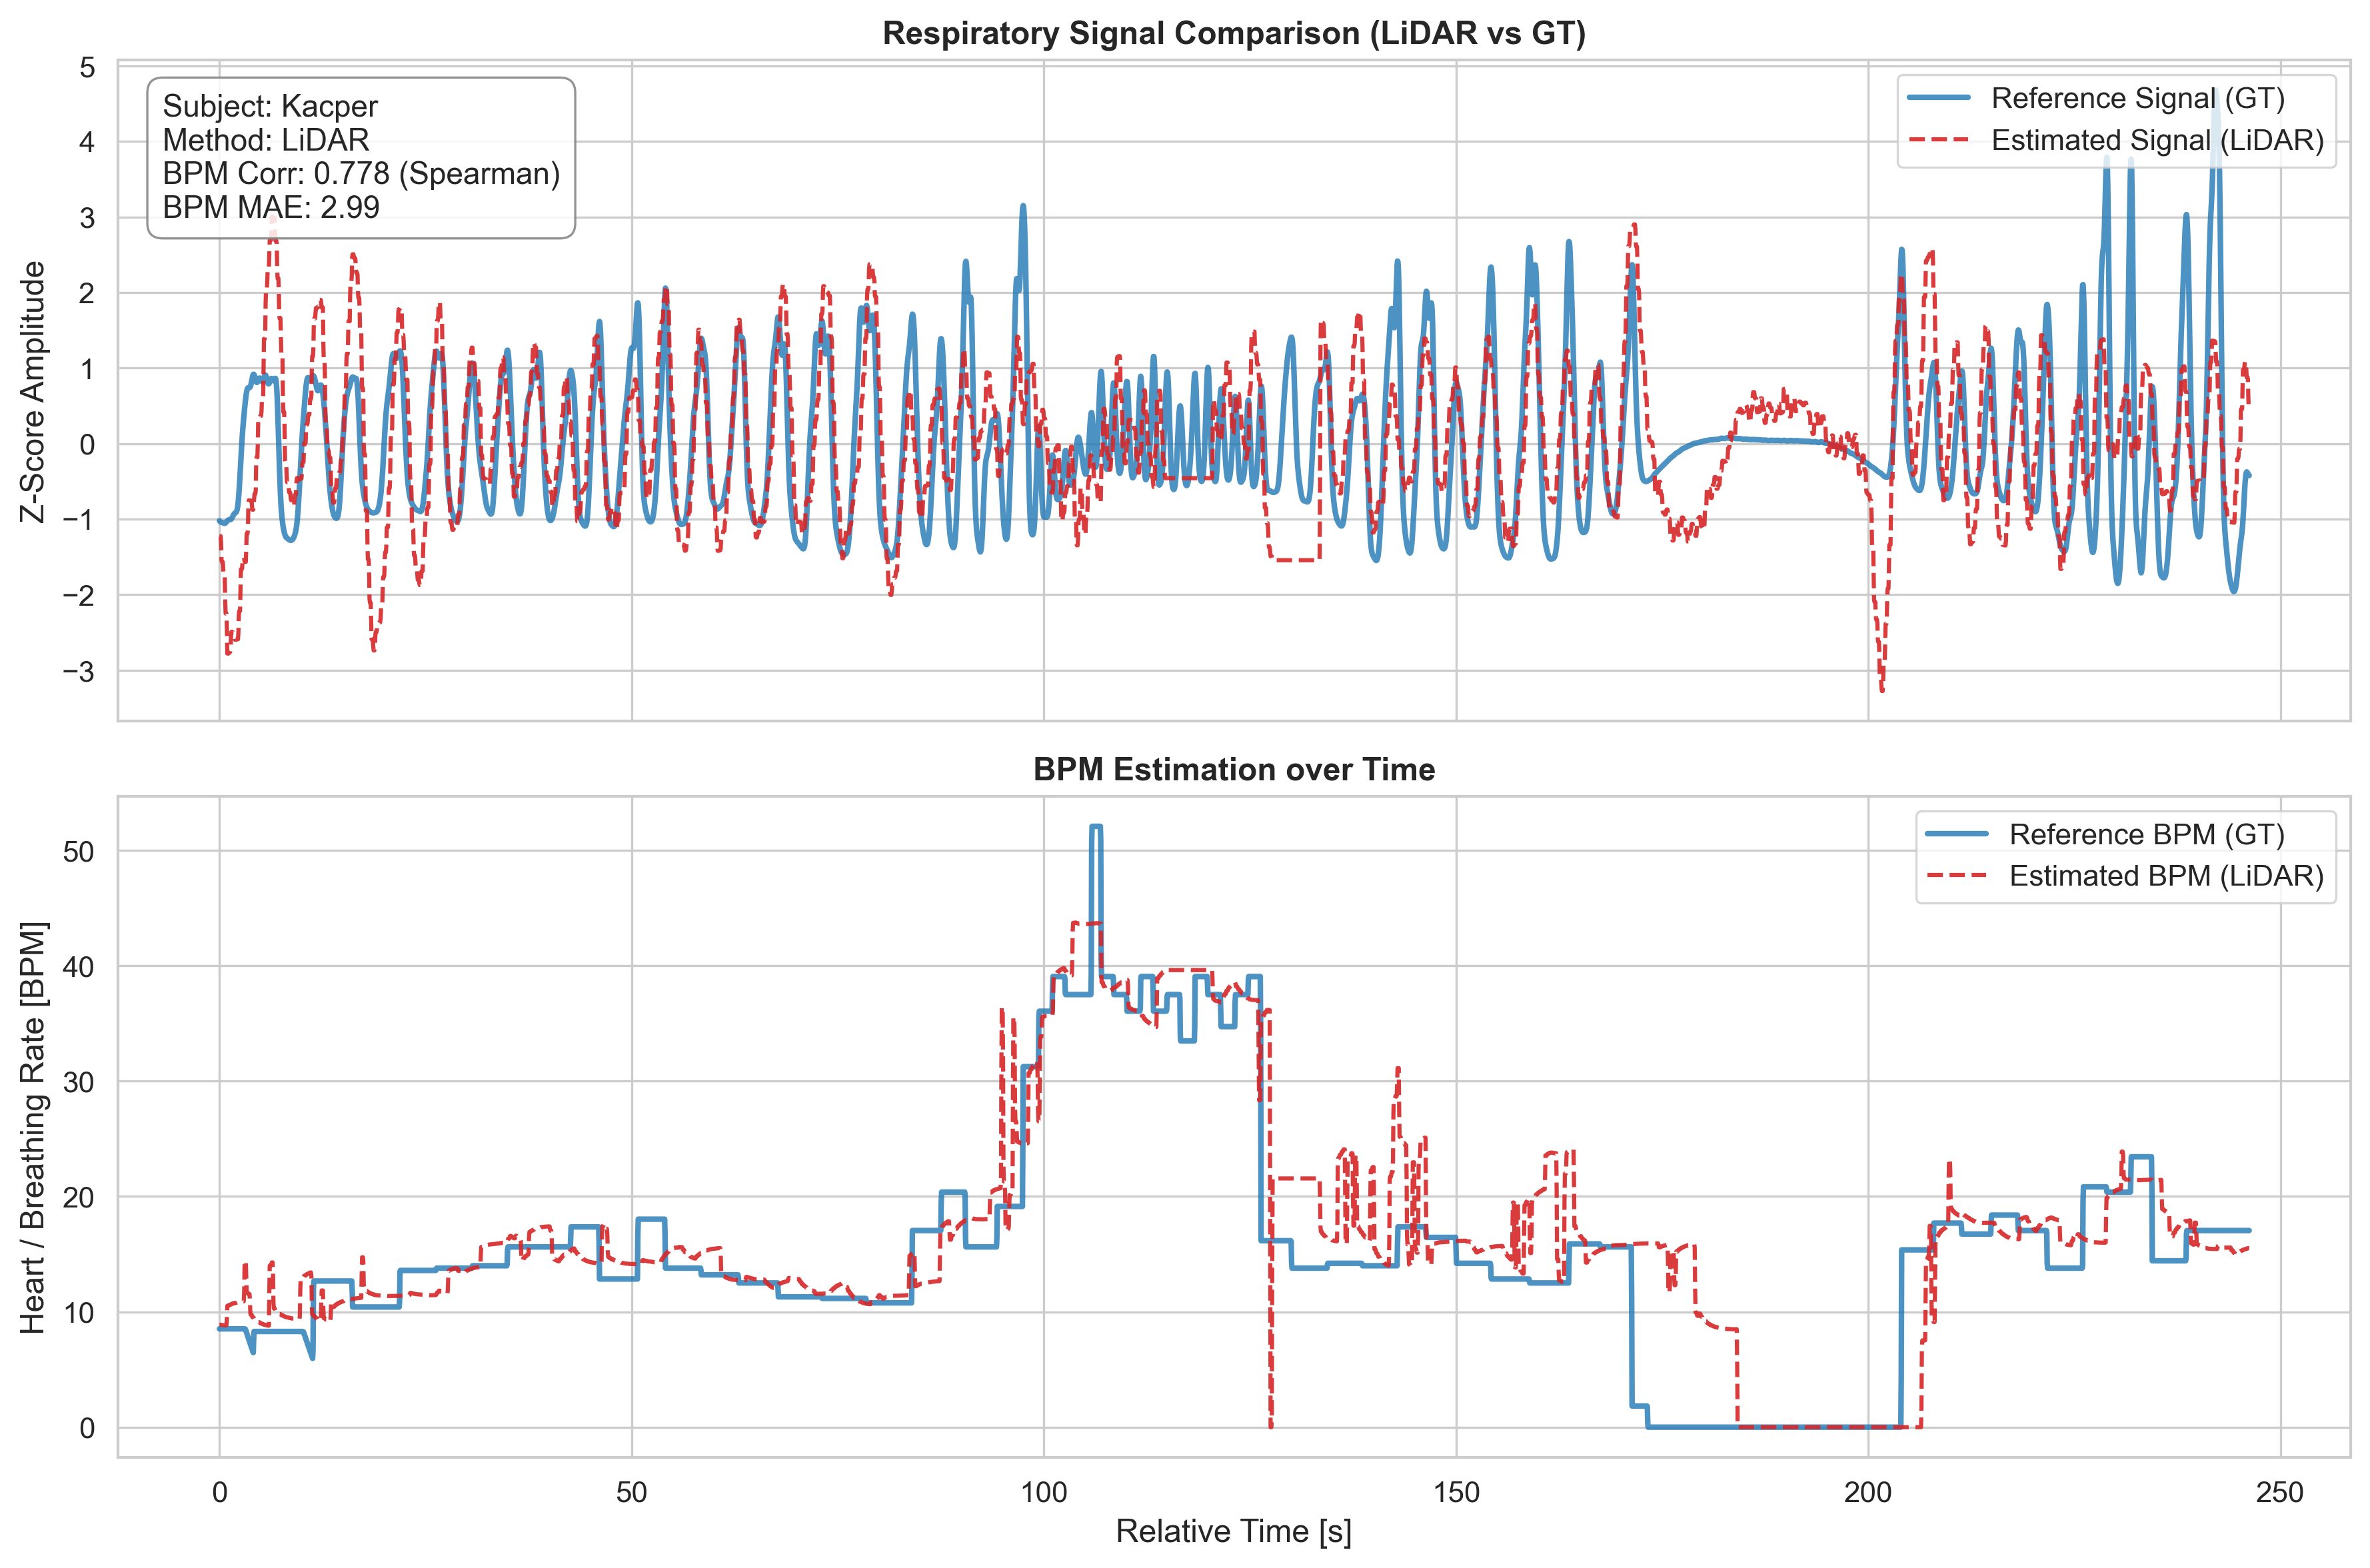 Respiratory Signal Comparison (LiDAR vs GT)
5
4
3
2
1
0
−1
−2
−3
Z-Score Amplitude
Subject: Kacper
Method: LiDAR
BPM Corr: 0.778 (Spearman)
BPM MAE: 2.99
Reference Signal (GT)
Estimated Signal (LiDAR)
BPM Estimation over Time
50
40
30
20
10
0
Heart / Breathing Rate [BPM]
Reference BPM (GT)
Estimated BPM (LiDAR)
0 50 100 150 200 250
Relative Time [s]